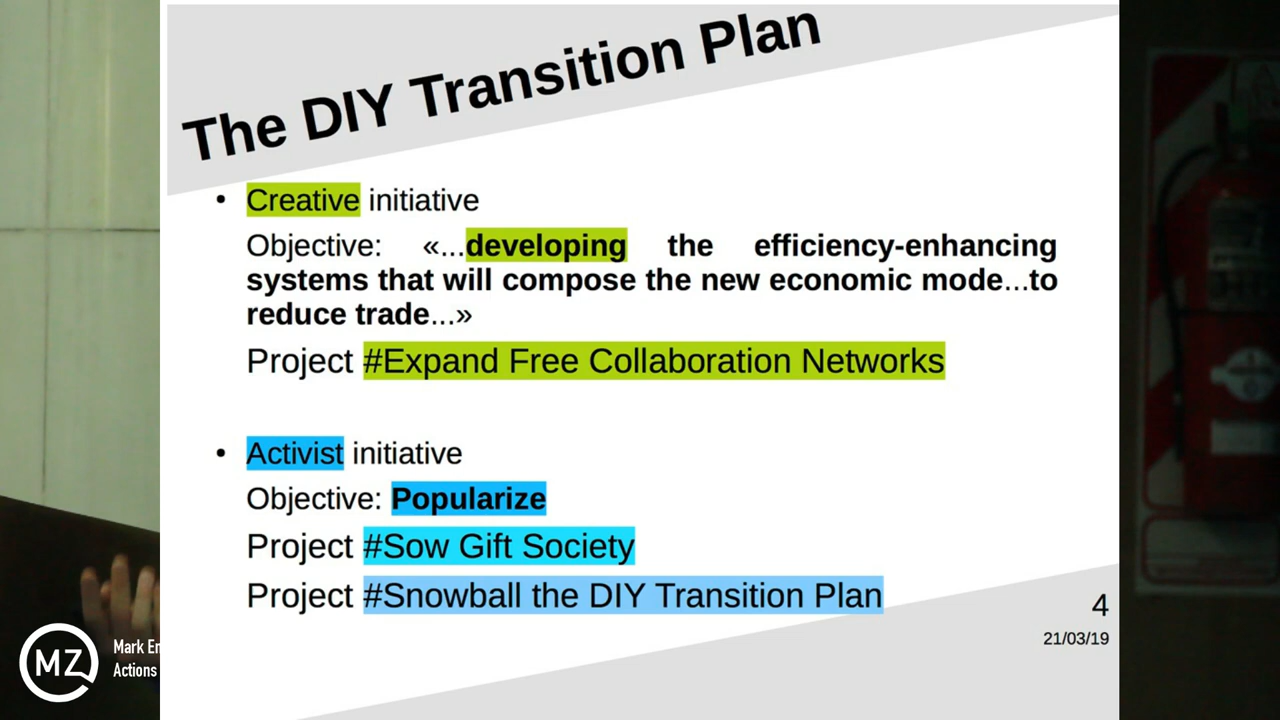 The DIY Transition Plan
• Creative initiative
Objective: «...developing the efficiency-enhancing
systems that will compose the new economic mode...to
reduce trade...»
Project #Expand Free Collaboration Networks
• Activist initiative
Objective: Popularize
Project #Sow Gift Society
Project #Snowball the DIY Transition Plan
4
21/03/19
MZ
Mark En
Actions